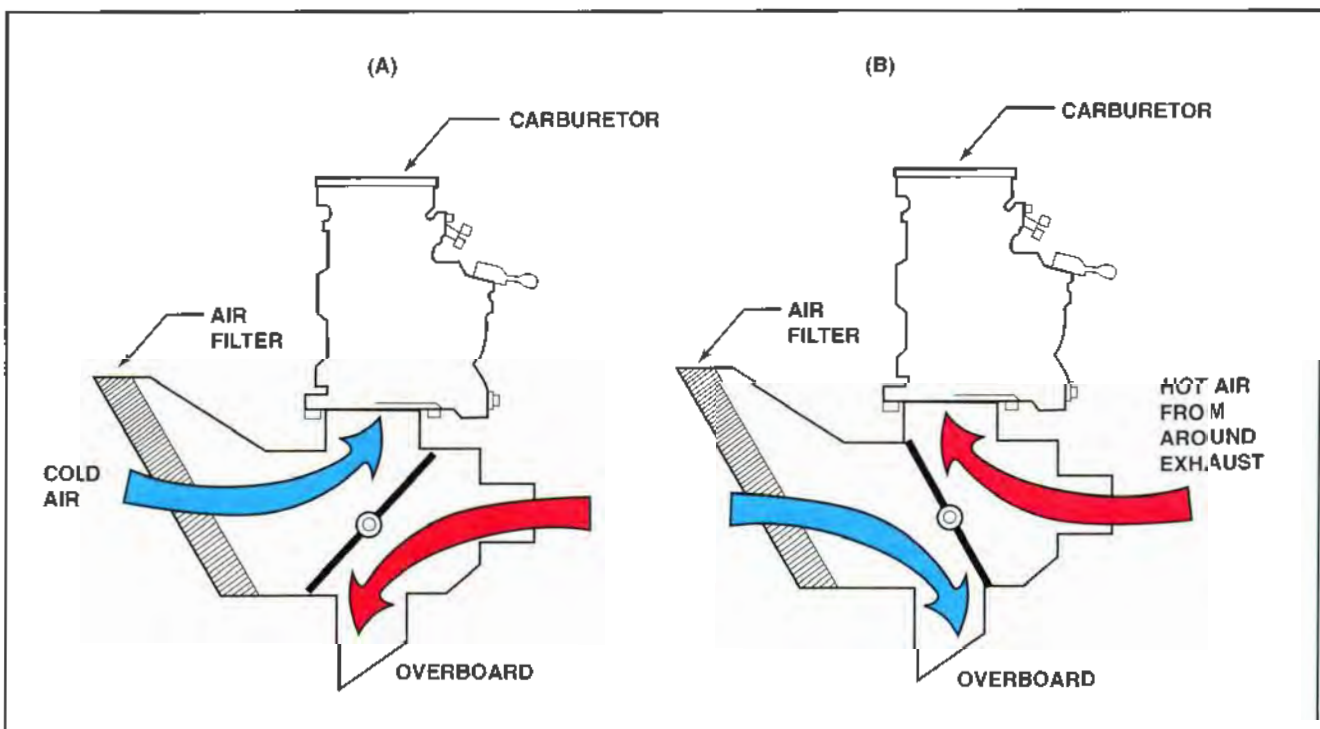 (A)
CARBURETOR
AIR
FILTER
COLD
AIR
OVERBOARD
(B)
CARBURETOR
AIR
FILTER
HOT AIR
FROM
AROUND
EXHAUST
OVERBOARD